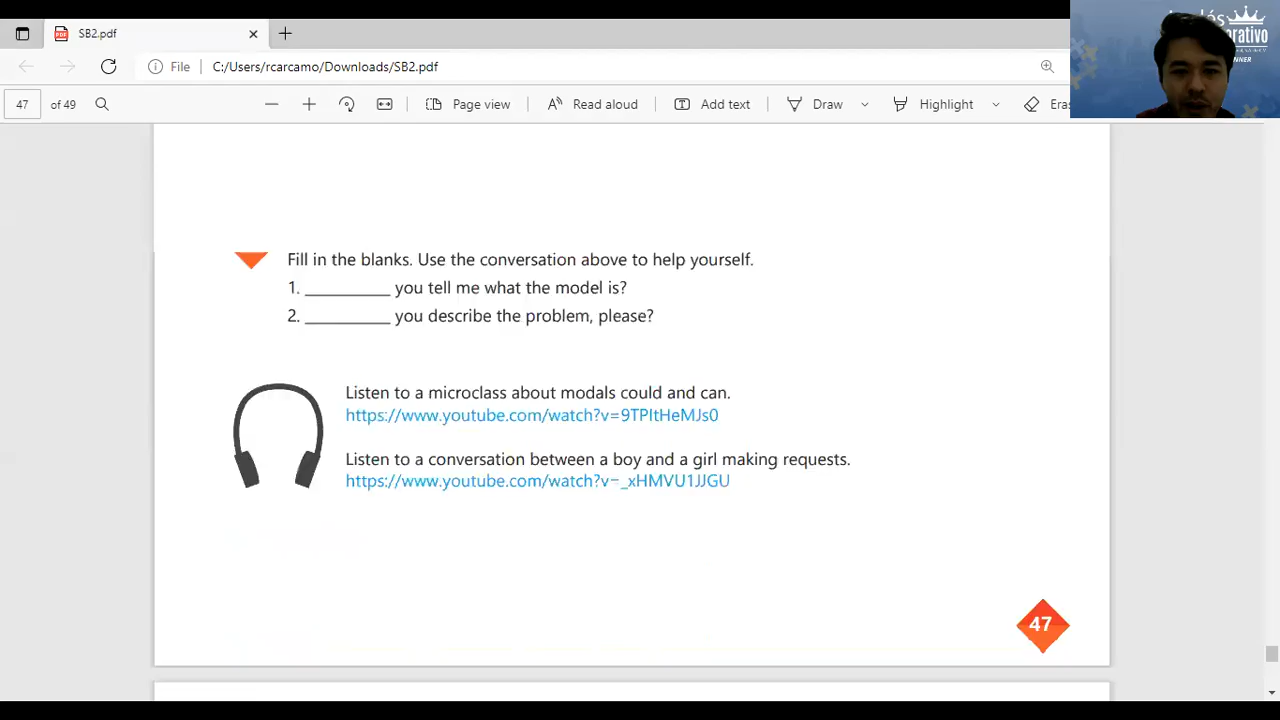 SB2.pdf
File C:/Users/rcarcamo/Downloads/SB2.pdf
47 of 49 Page view Read aloud Add text Draw Highlight
Fill in the blanks. Use the conversation above to help yourself.
1. __________ you tell me what the model is?
2. __________ you describe the problem, please?
Listen to a microclass about modals could and can.
https://www.youtube.com/watch?v=9TPItHeMJs0
Listen to a conversation between a boy and a girl making requests.
https://www.youtube.com/watch?v=_xHMVU1JJGU
47